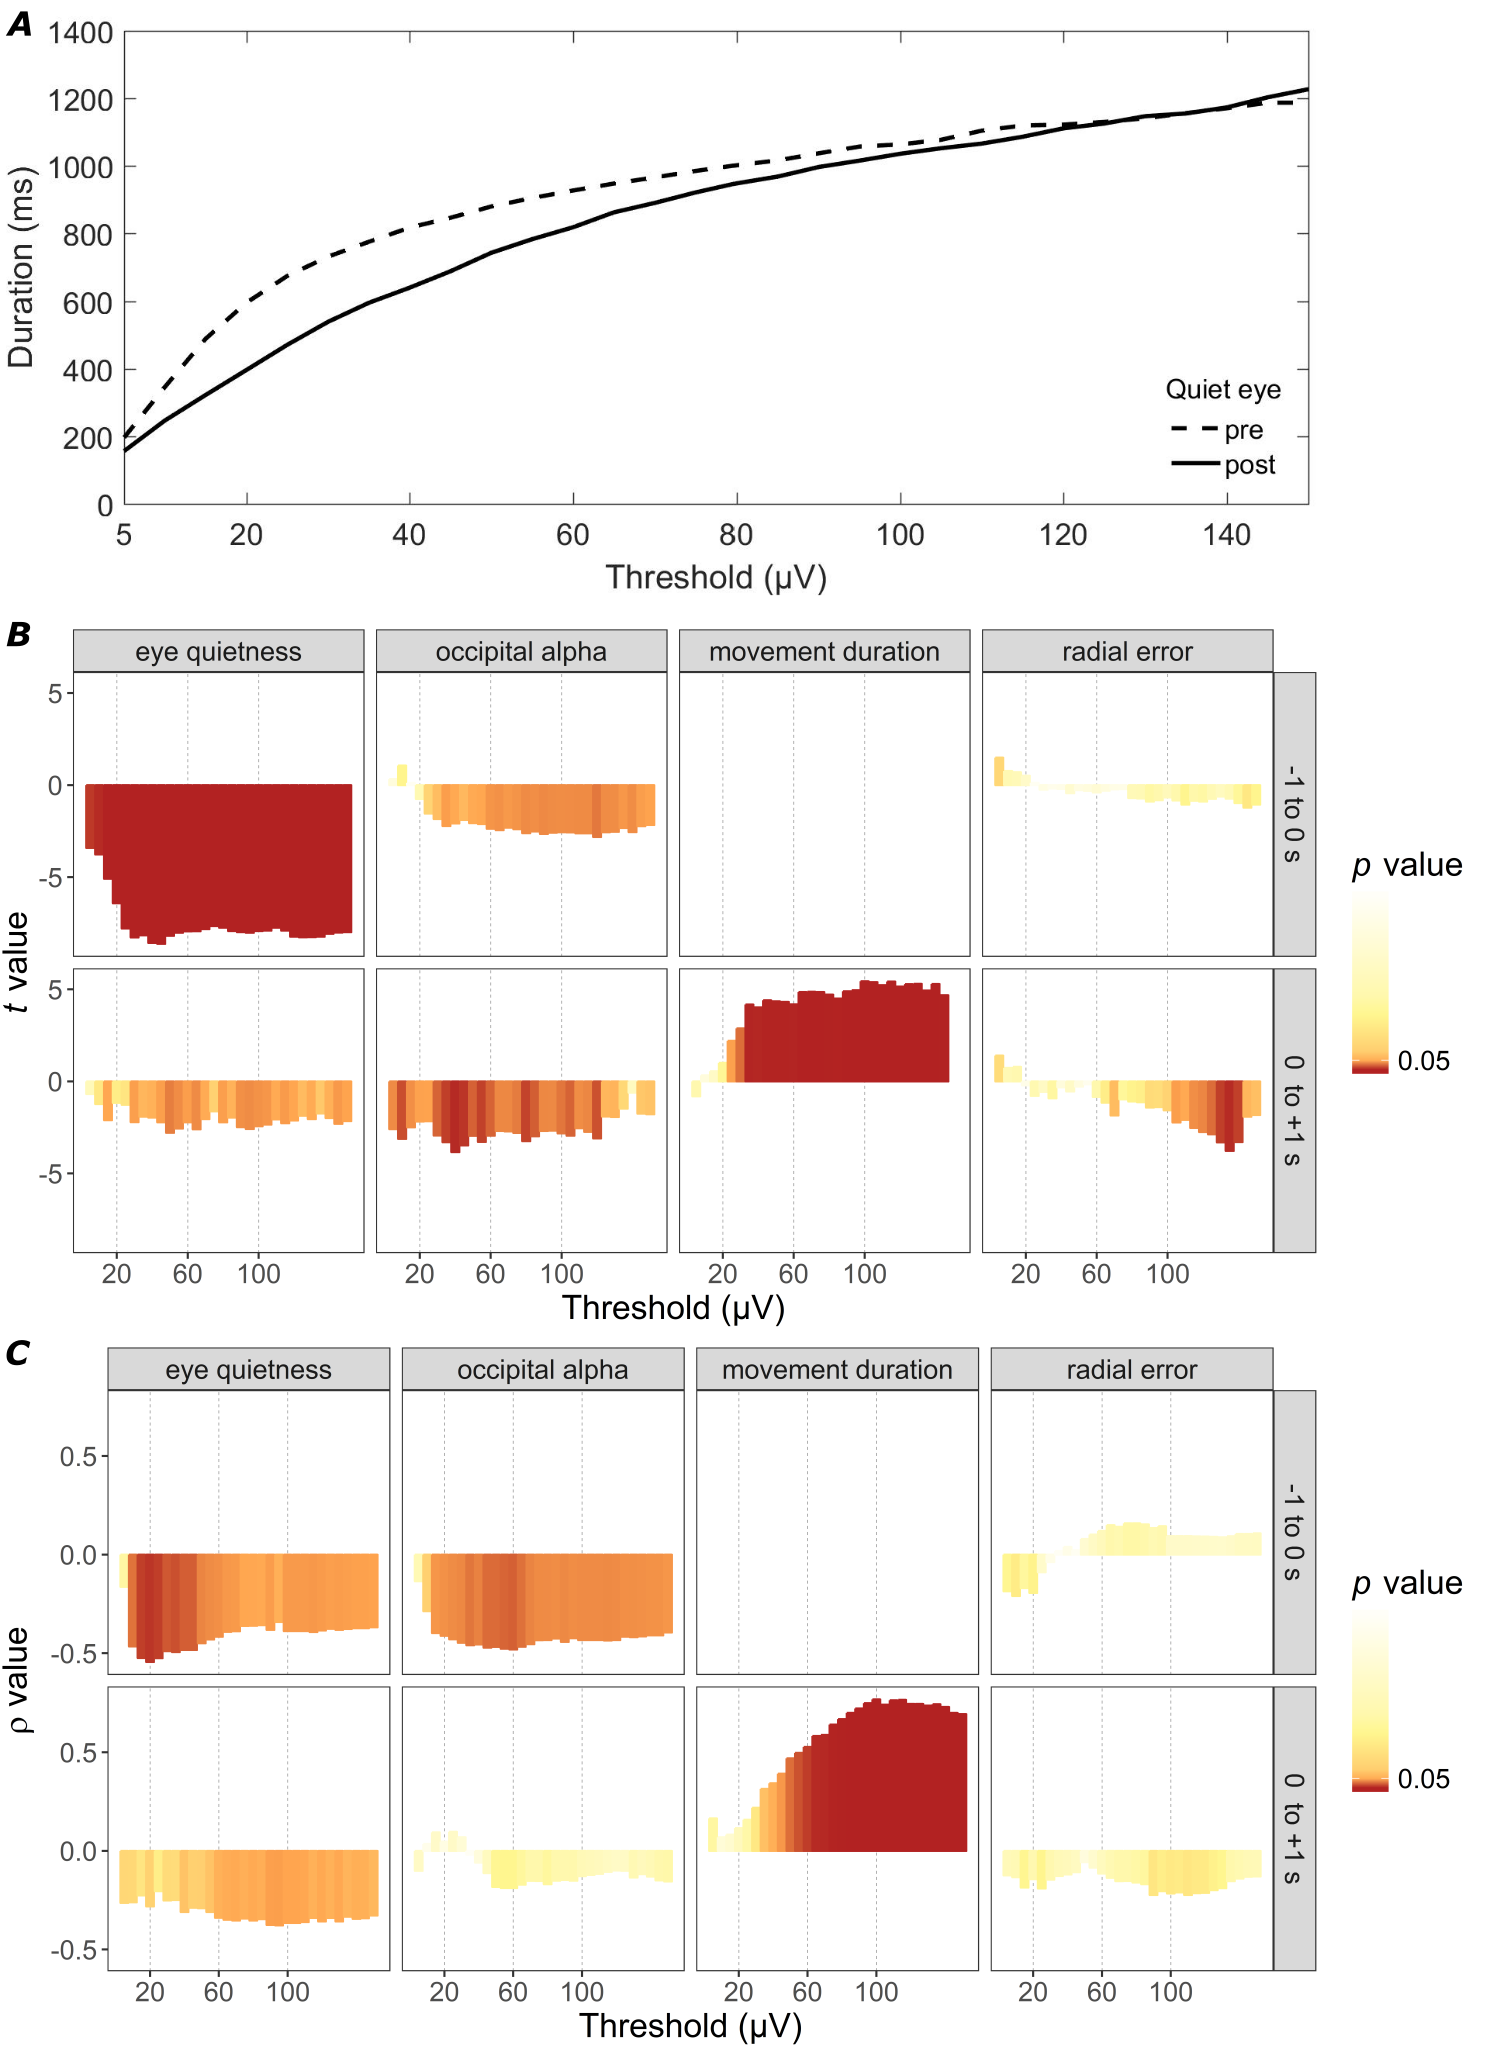 A
1400
1200
1000
800
600
400
200
0
Duration (ms)
5 20 40 60 80 100 120 140
Threshold (µV)
Quiet eye
pre
post
B
eye quietness occipital alpha movement duration radial error
5
0
-5
-1 to 0 s
5
0
-5
0 to +1 s
t value
20 60 100 20 60 100 20 60 100 20 60 100
Threshold (µV)
p value
0.05
C
eye quietness occipital alpha movement duration radial error
0.5
0.0
-0.5
-1 to 0 s
0.5
0.0
-0.5
0 to +1 s
ρ value
20 60 100 20 60 100 20 60 100 20 60 100
Threshold (µV)
p value
0.05